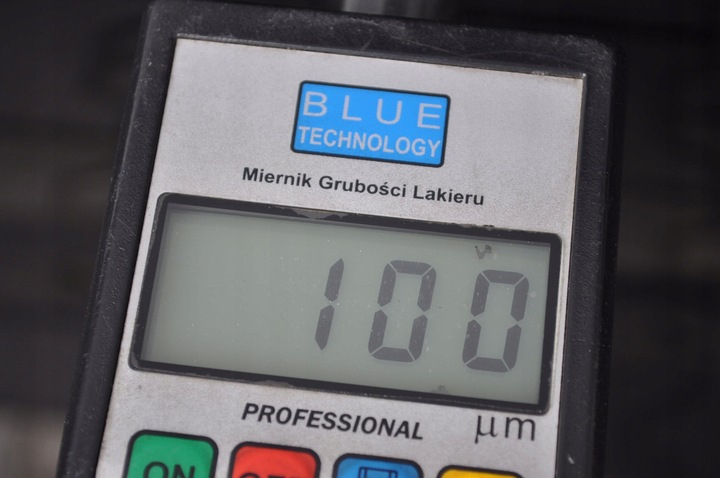 BLUE
TECHNOLOGY
Miernik Grubości Lakieru
100
PROFESSIONAL
μm
ON